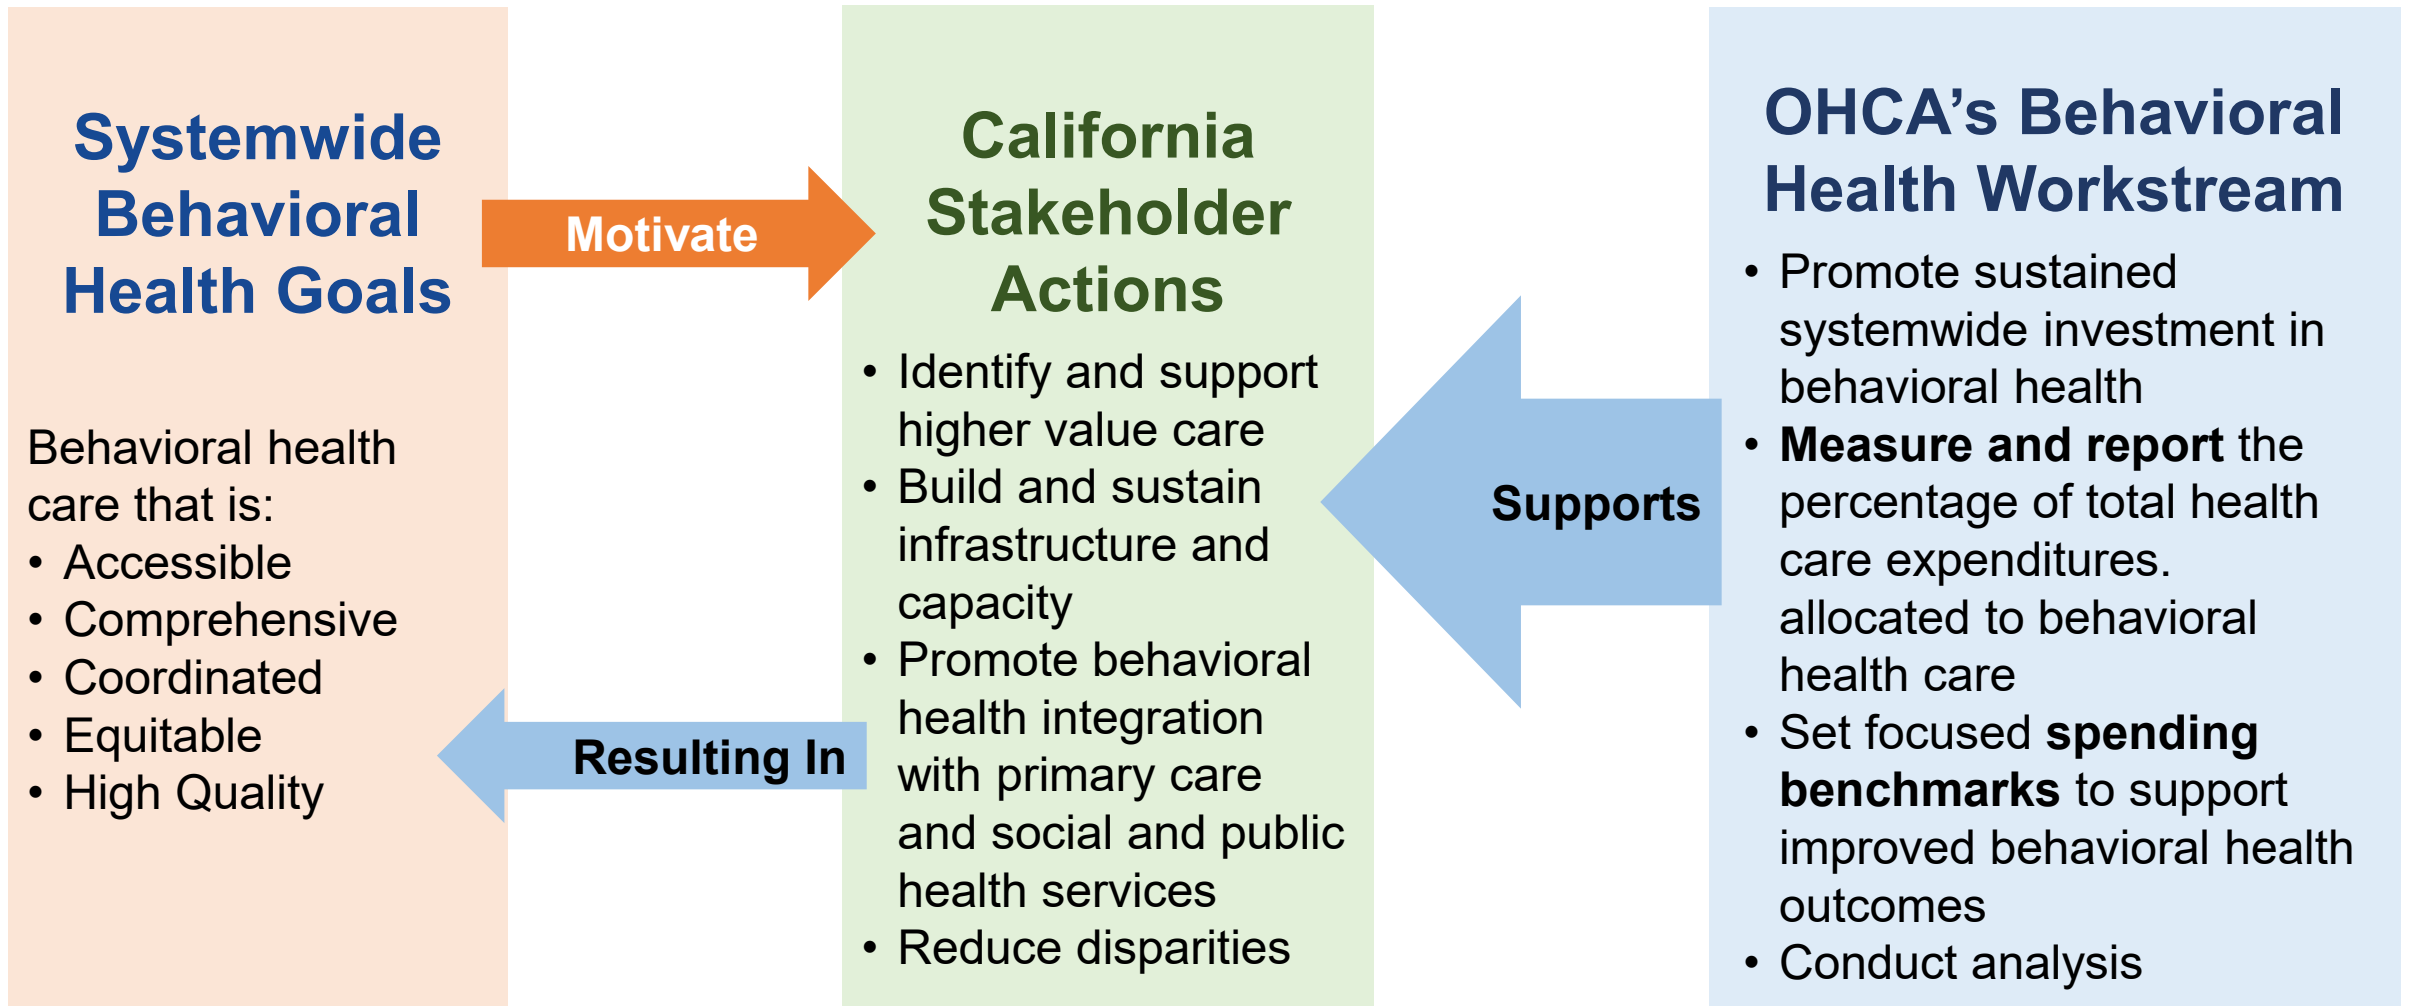 Systemwide
Behavioral
Health Goals
Behavioral health
care that is:
• Accessible
• Comprehensive
• Coordinated
• Equitable
• High Quality
Motivate
Resulting In
California
Stakeholder
Actions
• Identify and support
higher value care
• Build and sustain
infrastructure and
capacity
• Promote behavioral
health integration
with primary care
and social and public
health services
• Reduce disparities
Supports
OHCA’s Behavioral
Health Workstream
• Promote sustained
systemwide investment in
behavioral health
• Measure and report the
percentage of total health
care expenditures.
allocated to behavioral
health care
• Set focused spending
benchmarks to support
improved behavioral health
outcomes
• Conduct analysis